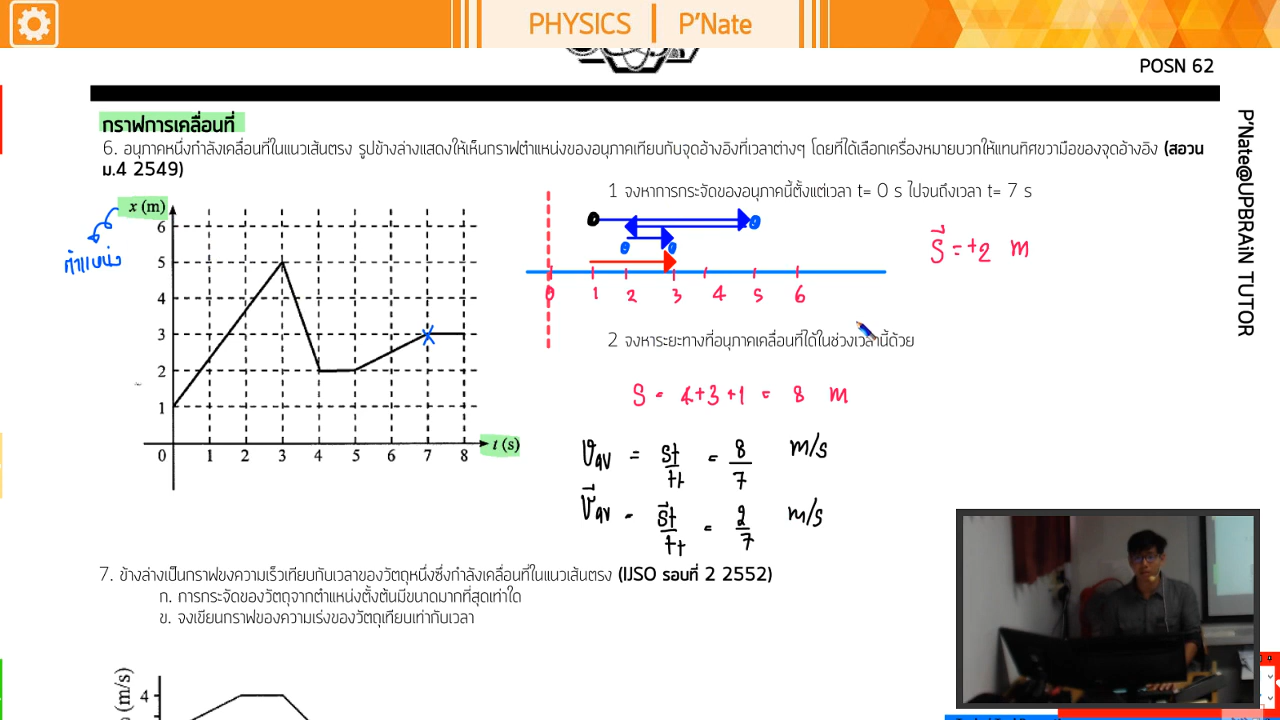 PHYSICS | P'Nate
POSN 62
กราฟการเคลื่อนที่
6. อนุภาคหนึ่งกำลังเคลื่อนที่ในแนวเส้นตรง รูปข้างล่างแสดงให้เห็นกราฟตำแหน่งของอนุภาคเทียบกับจุดอ้างอิงที่เวลาต่างๆ โดยที่ได้เลือกเครื่องหมายบวกให้แทนทิศขวามือของจุดอ้างอิง (สอวน
ม.4 2549)
1 จงหาการกระจัดของอนุภาคนี้ตั้งแต่เวลา t= 0 s ไปจนถึงเวลา t= 7 s
x (m)
ตำแหน่ง
6
5
4
3
2
1
0 1 2 3 4 5 6 7 8
t (s)
0 1 2 3 4 5 6
S⃗ = +2 m
2 จงหาระยะทางที่อนุภาคเคลื่อนที่ได้ในช่วงเวลานี้ด้วย
S = 4+3+1 = 8 m
v av = st/tt = 8/7 m/s
v⃗ av = s⃗t/tt = 2/7 m/s
7. ข้างล่างเป็นกราฟขงความเร็วเทียบกับเวลาของวัตถุหนึ่งซึ่งกำลังเคลื่อนที่ในแนวเส้นตรง (IJSO รอบที่ 2 2552)
ก. การกระจัดของวัตถุจากตำแหน่งตั้งต้นมีขนาดมากที่สุดเท่าใด
ข. จงเขียนกราฟของความเร่งของวัตถุเทียบเท่ากับเวลา
(m/s)
4
P'Nate@UPBRAIN TUTOR